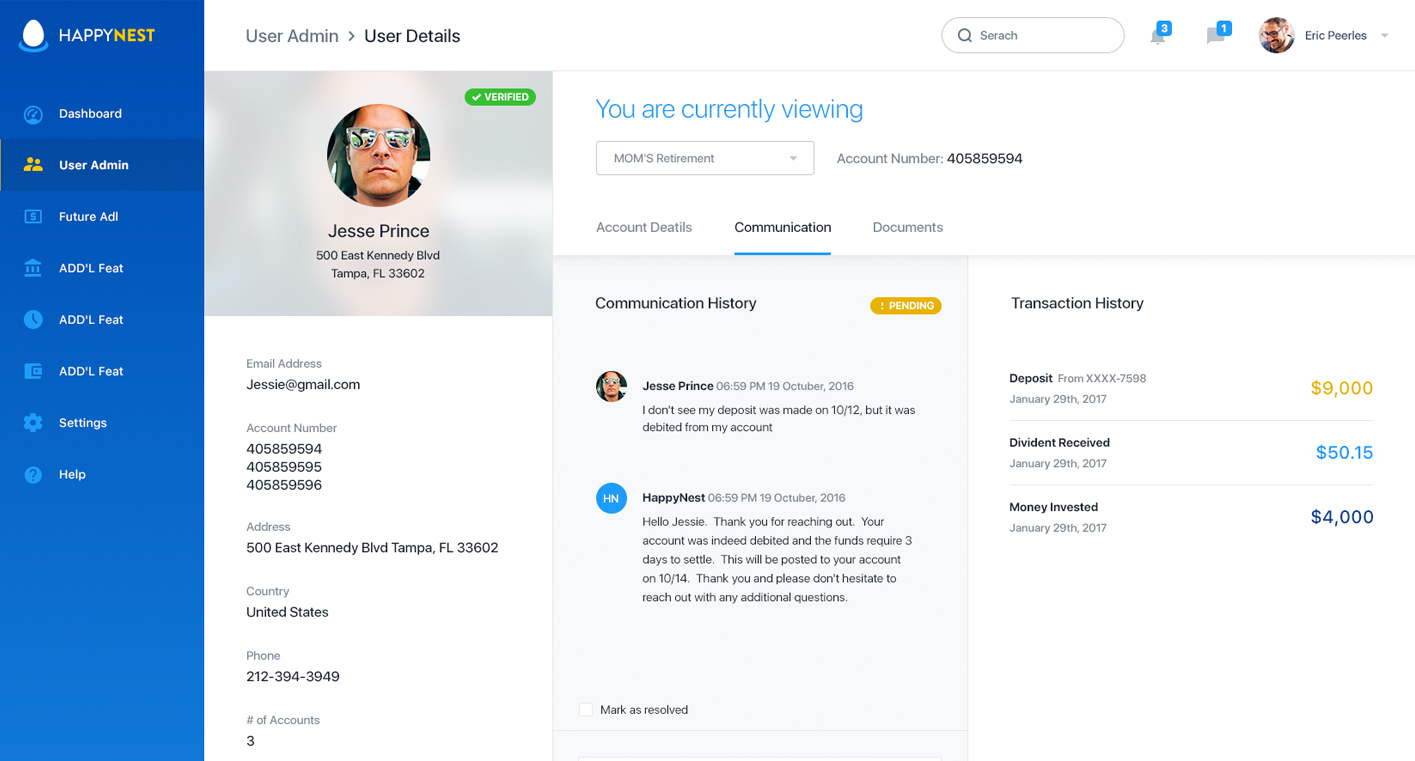 HAPPYNEST
Dashboard
User Admin
Future Adl
ADD'L Feat
ADD'L Feat
ADD'L Feat
Settings
Help
User Admin > User Details
Serach
3
1
Eric Peerles
VERIFIED
Jesse Prince
500 East Kennedy Blvd
Tampa, FL 33602
Email Address
Jessie@gmail.com
Account Number
405859594
405859595
405859596
Address
500 East Kennedy Blvd Tampa, FL 33602
Country
United States
Phone
212-394-3949
# of Accounts
3
You are currently viewing
MOM'S Retirement
Account Number: 405859594
Account Deatils
Communication
Documents
Communication History
! PENDING
Jesse Prince 06:59 PM 19 Octuber, 2016
I don't see my deposit was made on 10/12, but it was
debited from my account
HN
HappyNest 06:59 PM 19 Octuber, 2016
Hello Jessie. Thank you for reaching out. Your
account was indeed debited and the funds require 3
days to settle. This will be posted to your account
on 10/14. Thank you and please don't hesitate to
reach out with any additional questions.
Mark as resolved
Transaction History
Deposit From XXXX-7598
January 29th, 2017
$9,000
Divident Received
January 29th, 2017
$50.15
Money Invested
January 29th, 2017
$4,000